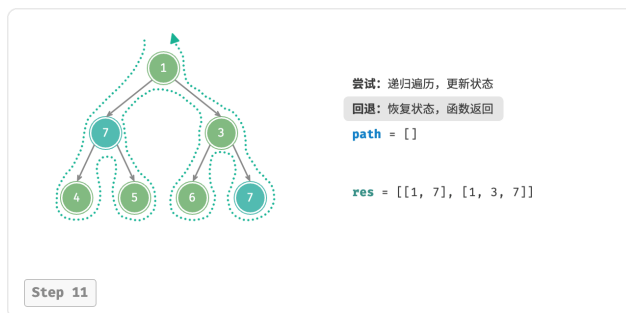 1
7
3
4
5
6
7
尝试：递归遍历，更新状态
回退：恢复状态，函数返回
path = []
res = [[1, 7], [1, 3, 7]]
Step 11